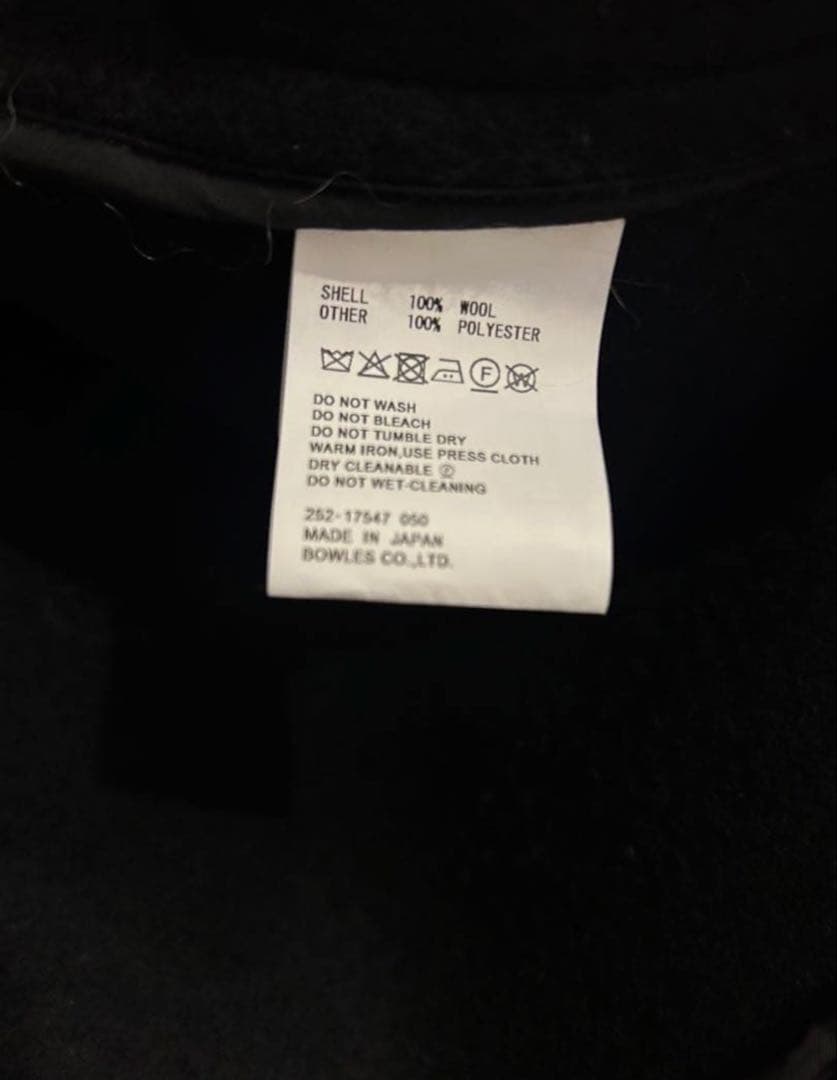 SHELL 100% WOOL
OTHER 100% POLYESTER
F W
DO NOT WASH
DO NOT BLEACH
DO NOT TUMBLE DRY
WARM IRON,USE PRESS CLOTH
DRY CLEANABLE Ⓕ
DO NOT WET-CLEANING
252-17547 050
MADE IN JAPAN
BOWLES CO.,LTD.